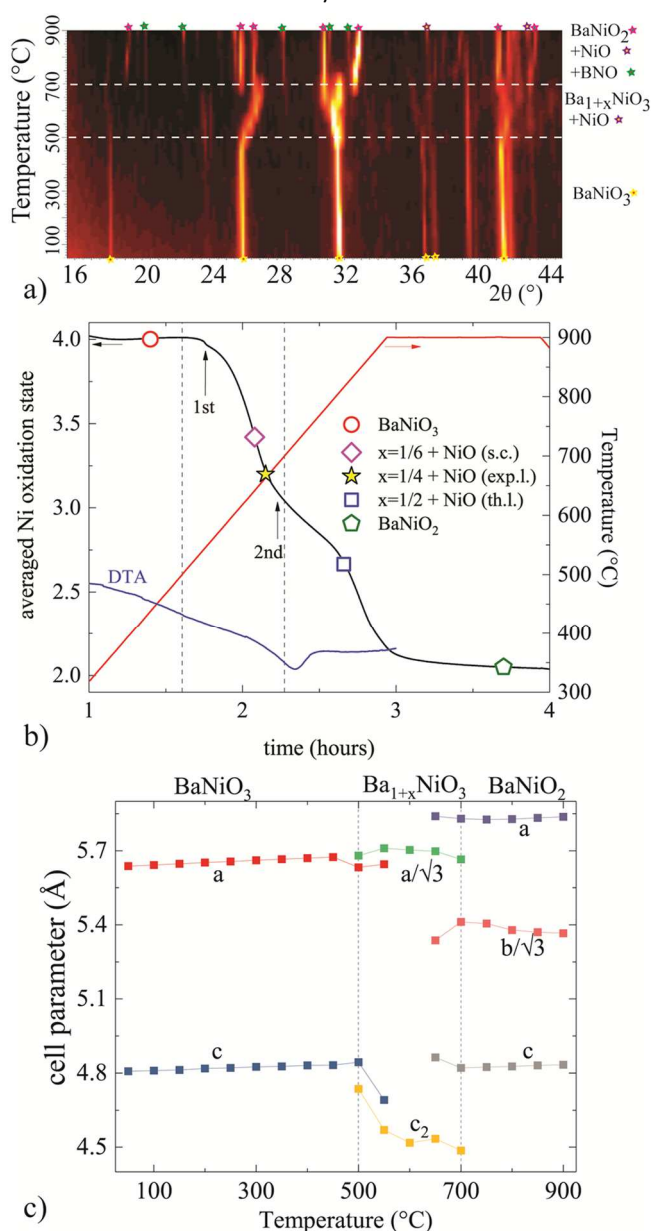 a)
Temperature (°C)
900
700
500
300
100
16
20
24
28
32
36
41
44
2θ (°)
BaNiO₂
+NiO
+BNO
Ba₁₊ₓNiO₃
+NiO
BaNiO₃
b)
averaged Ni oxidation state
4.0
3.5
3.0
2.5
2.0
1st
2nd
DTA
BaNiO₃
x=1/6 + NiO (s.c.)
x=1/4 + NiO (exp.l.)
x=1/2 + NiO (th.l.)
BaNiO₂
900
800
700
600
500
400
300
Temperature (°C)
1
2
3
4
time (hours)
c)
BaNiO₃
Ba₁₊ₓNiO₃
BaNiO₂
cell parameter (Å)
5.7
5.4
5.1
4.8
4.5
a
a/√3
a
b/√3
c
c
c₂
100
300
500
700
900
Temperature (°C)